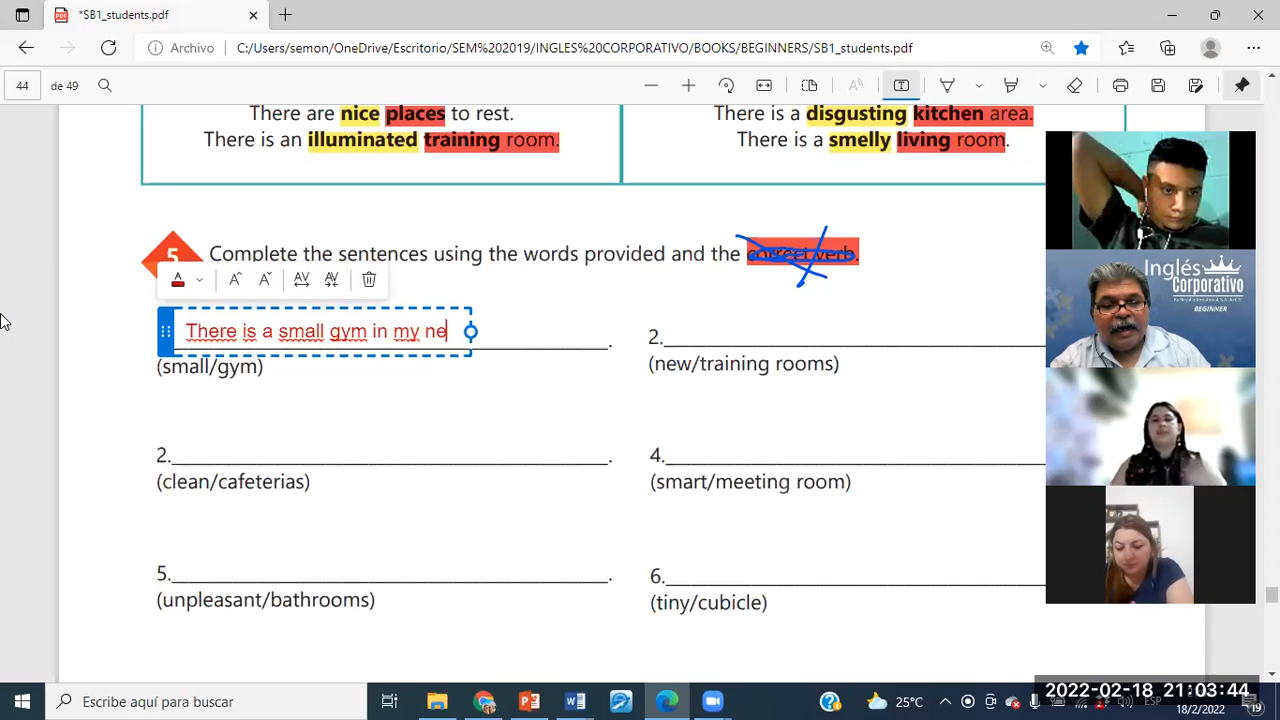 *SB1_students.pdf
Archivo
C:/Users/semon/OneDrive/Escritorio/SEM%202019/INGLES%20CORPORATIVO/BOOKS/BEGINNERS/SB1_students.pdf
44 de 49
There are nice places to rest.
There is an illuminated training room.
There is a disgusting kitchen area.
There is a smelly living room.
5 Complete the sentences using the words provided and the correct verb.
There is a small gym in my ne
(small/gym)
2.
(new/training rooms)
2.
(clean/cafeterias)
4.
(smart/meeting room)
5.
(unpleasant/bathrooms)
6.
(tiny/cubicle)
Inglés
Corporativo
BEGINNER
Escribe aquí para buscar
25°C
ESP
2022-02-18 21:03:44
18/2/2022
19